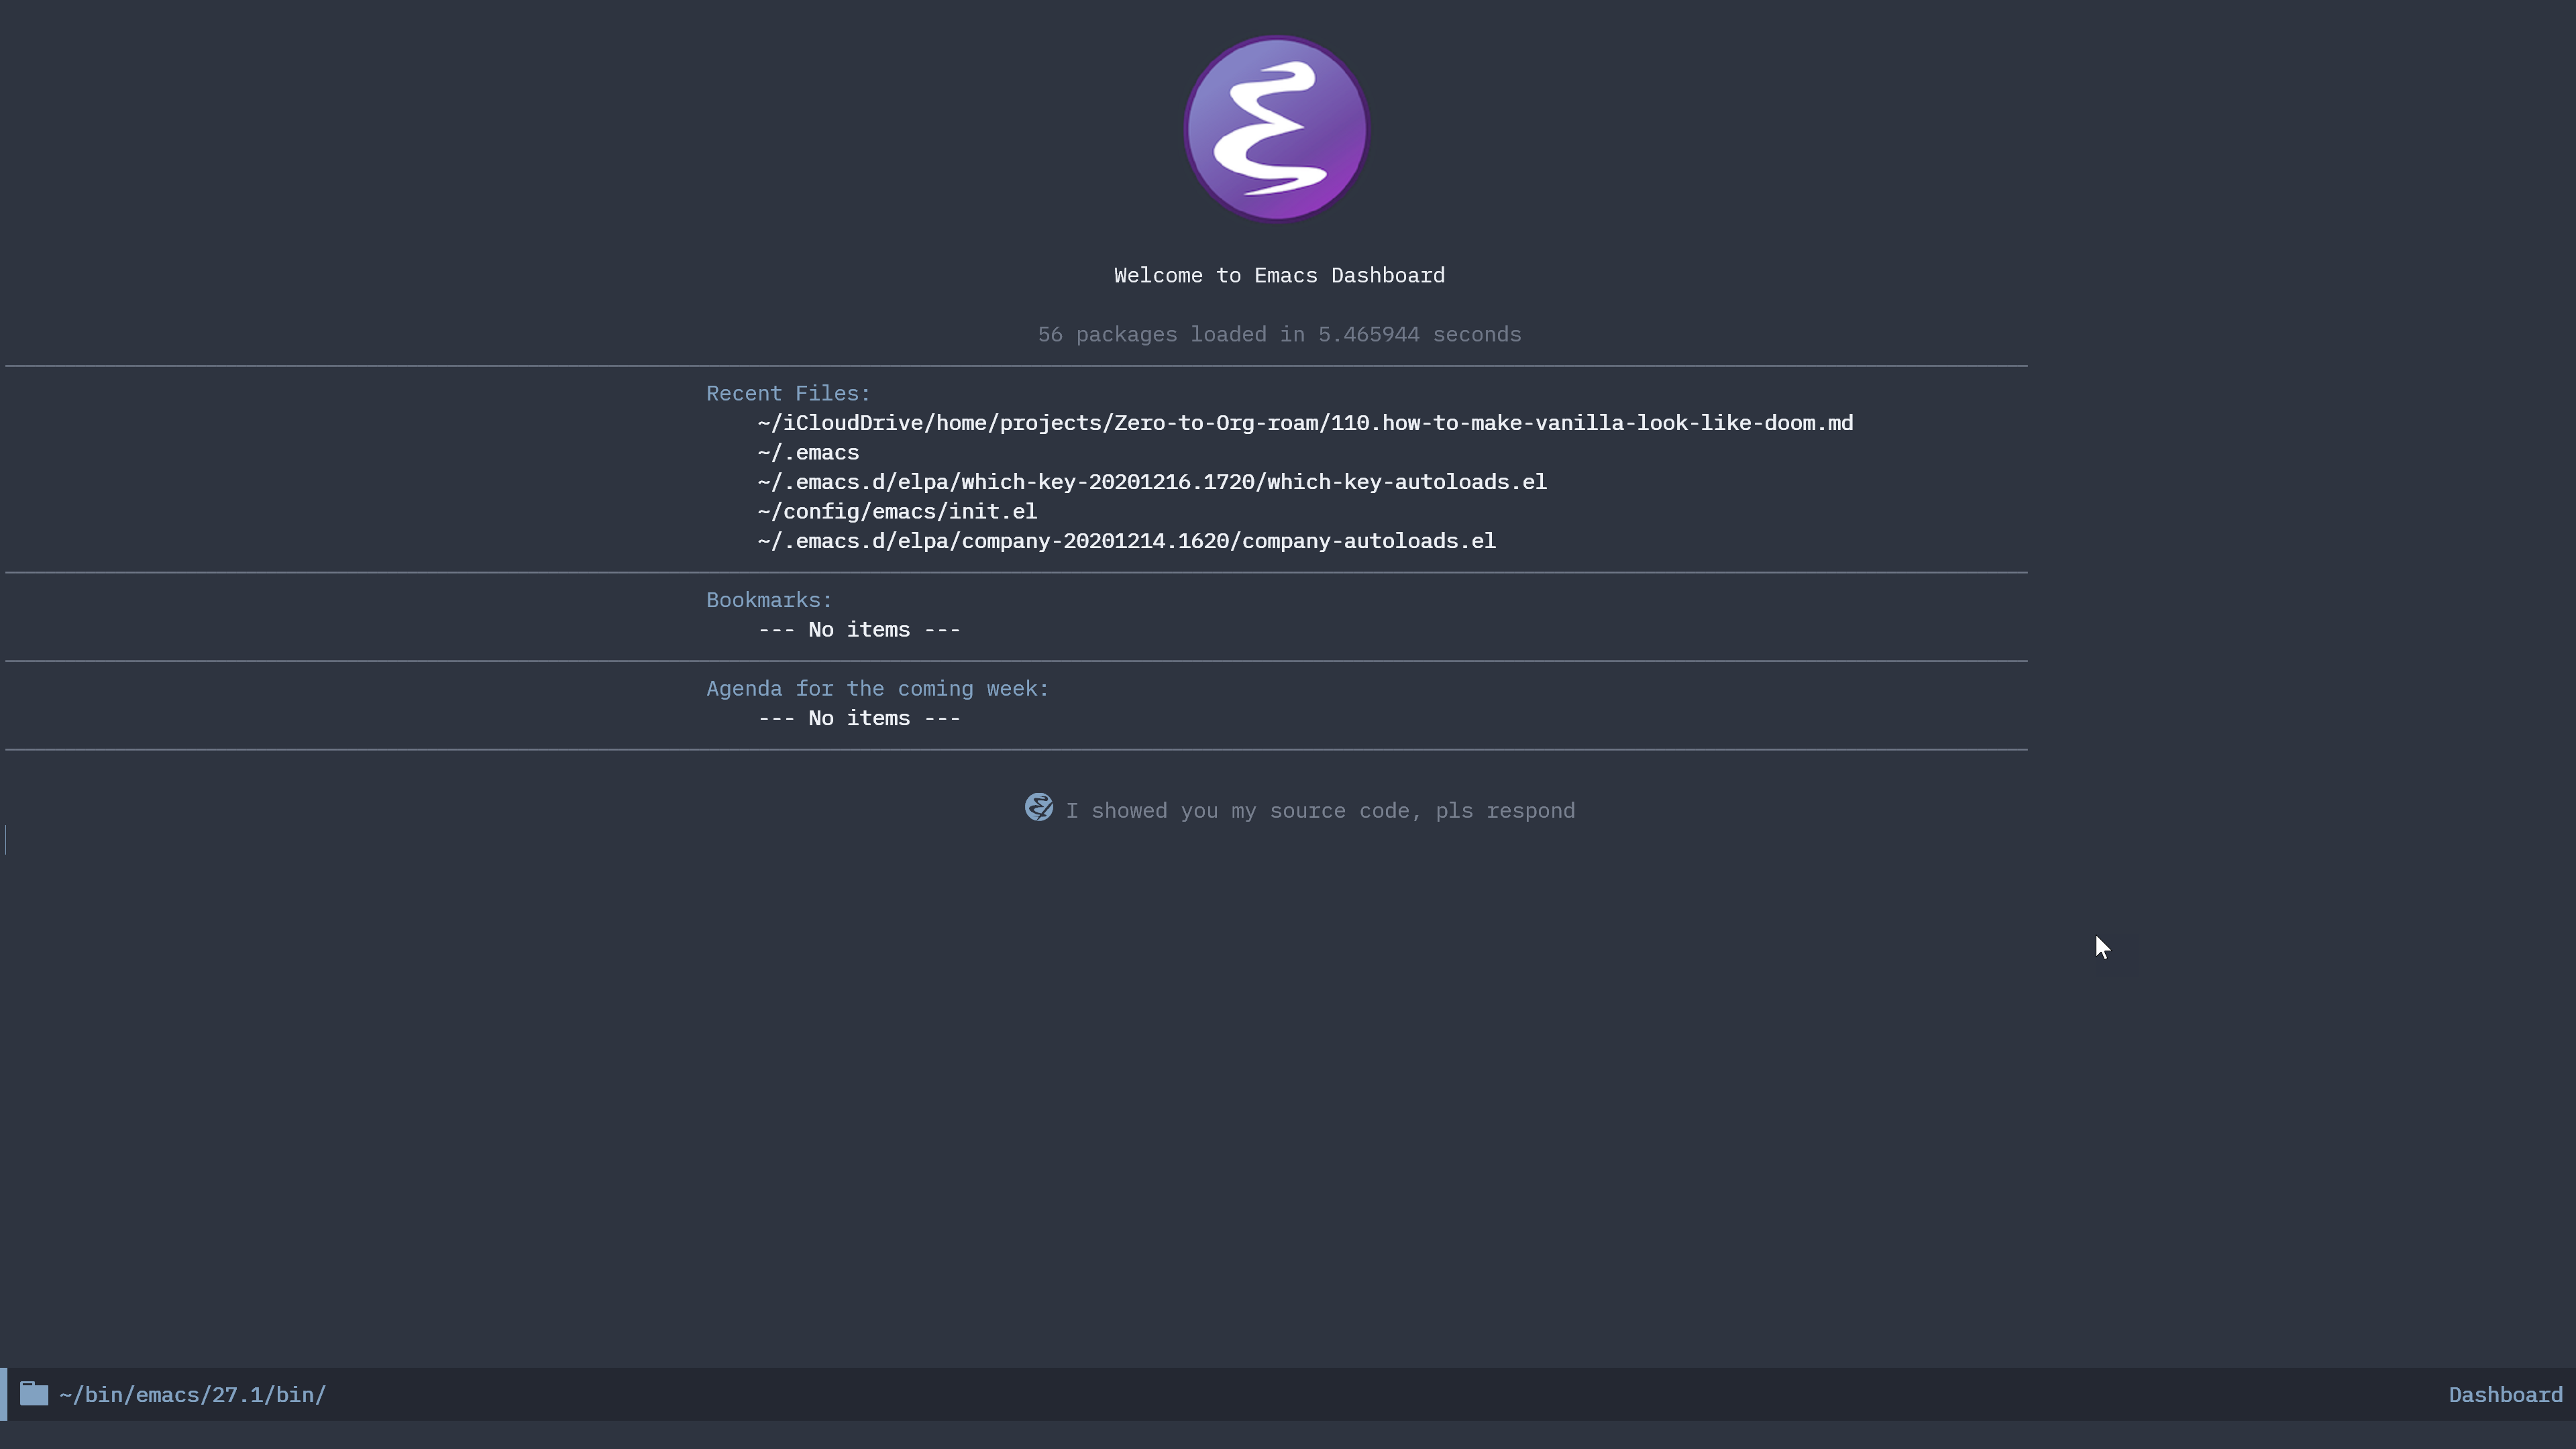 Welcome to Emacs Dashboard
56 packages loaded in 5.465944 seconds
Recent Files:
~/iCloudDrive/home/projects/Zero-to-Org-roam/110.how-to-make-vanilla-look-like-doom.md
~/.emacs
~/.emacs.d/elpa/which-key-20201216.1720/which-key-autoloads.el
~/config/emacs/init.el
~/.emacs.d/elpa/company-20201214.1620/company-autoloads.el
Bookmarks:
--- No items ---
Agenda for the coming week:
--- No items ---
I showed you my source code, pls respond
~/bin/emacs/27.1/bin/ Dashboard